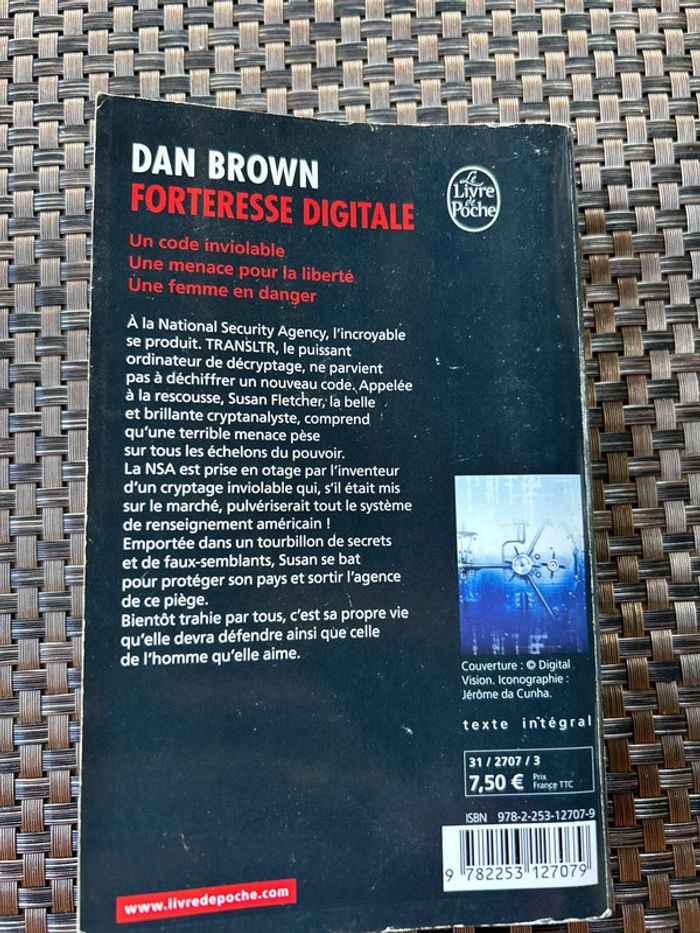 DAN BROWN
FORTERESSE DIGITALE
Le
Livre
de
Poche
Un code inviolable
Une menace pour la liberté
Une femme en danger
À la National Security Agency, l'incroyable
se produit. TRANSLTR, le puissant
ordinateur de décryptage, ne parvient
pas à déchiffrer un nouveau code. Appelée
à la rescousse, Susan Fletcher, la belle
et brillante cryptanalyste, comprend
qu'une terrible menace pèse
sur tous les échelons du pouvoir.
La NSA est prise en otage par l'inventeur
d'un cryptage inviolable qui, s'il était mis
sur le marché, pulvériserait tout le système
de renseignement américain !
Emportée dans un tourbillon de secrets
et de faux-semblants, Susan se bat
pour protéger son pays et sortir l'agence
de ce piège.
Bientôt trahie par tous, c'est sa propre vie
qu'elle devra défendre ainsi que celle
de l'homme qu'elle aime.
Couverture : © Digital
Vision. Iconographie :
Jérôme da Cunha.
texte intégral
31 / 2707 / 3
7,50 € Prix
France TTC
ISBN 978-2-253-12707-9
9 782253 127079
www.livredepoche.com